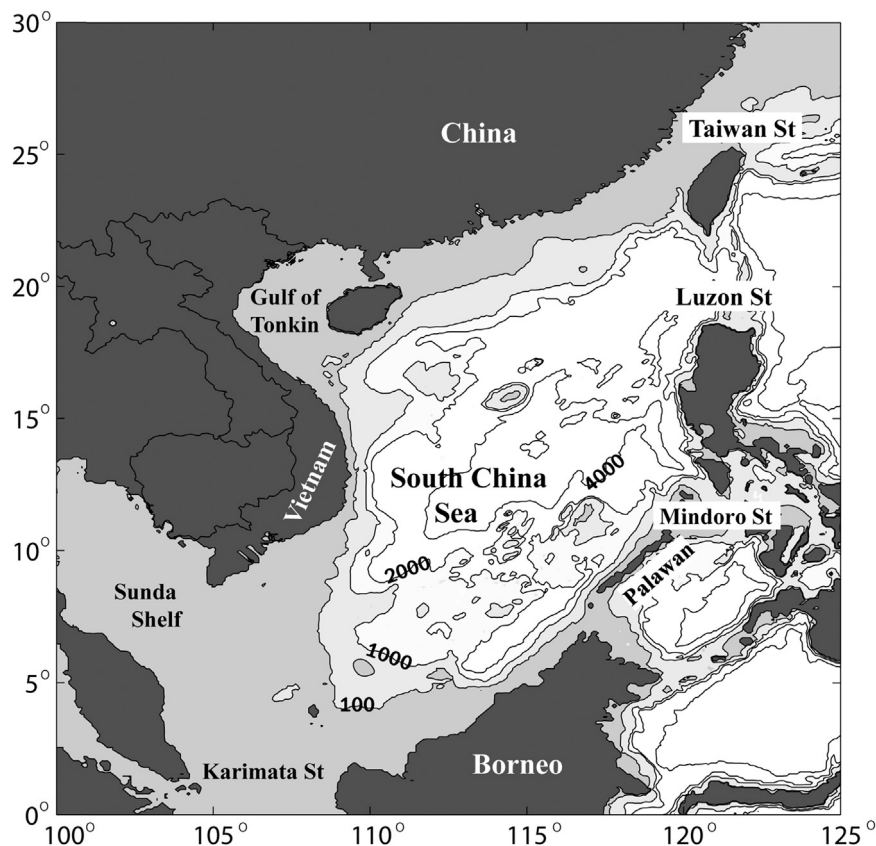 30°
China
Taiwan St
25°
20°
Gulf of
Tonkin
Luzon St
15°
Vietnam
South China
Sea
4000
Mindoro St
10°
2000
Palawan
Sunda
Shelf
1000
5°
100
Karimata St
Borneo
0°
100° 105° 110° 115° 120° 125°